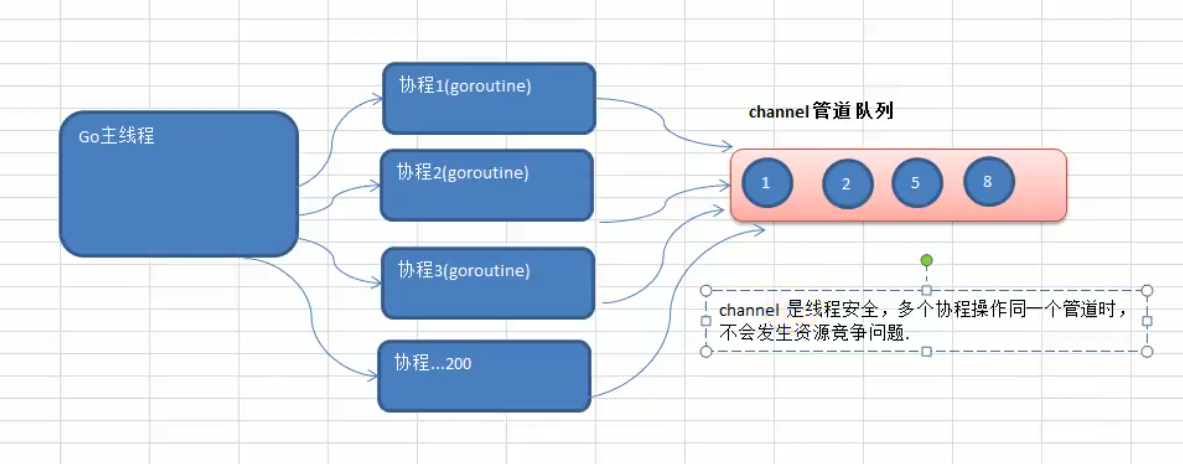 Go主线程
协程1(goroutine)
协程2(goroutine)
协程3(goroutine)
协程...200
channel管道队列
1
2
5
8
channel 是线程安全，多个协程操作同一个管道时，
不会发生资源竞争问题.